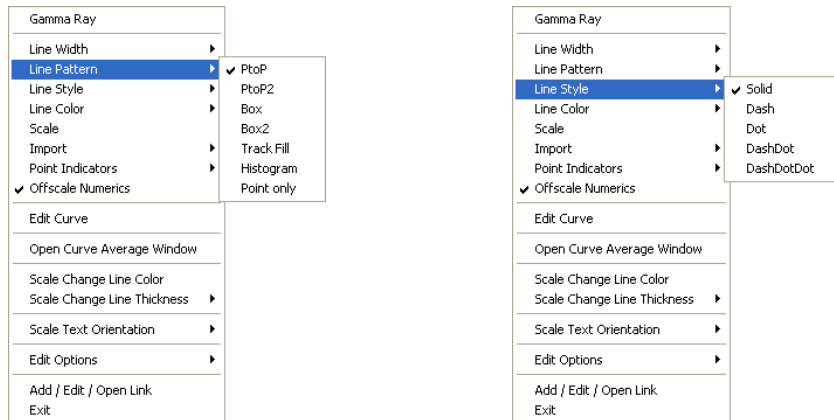 Gamma Ray
Line Width
Line Pattern
Line Style
Line Color
Scale
Import
Point Indicators
Offscale Numerics
Edit Curve
Open Curve Average Window
Scale Change Line Color
Scale Change Line Thickness
Scale Text Orientation
Edit Options
Add / Edit / Open Link
Exit
PtoP
PtoP2
Box
Box2
Track Fill
Histogram
Point only
Gamma Ray
Line Width
Line Pattern
Line Style
Line Color
Scale
Import
Point Indicators
Offscale Numerics
Edit Curve
Open Curve Average Window
Scale Change Line Color
Scale Change Line Thickness
Scale Text Orientation
Edit Options
Add / Edit / Open Link
Exit
Solid
Dash
Dot
DashDot
DashDotDot